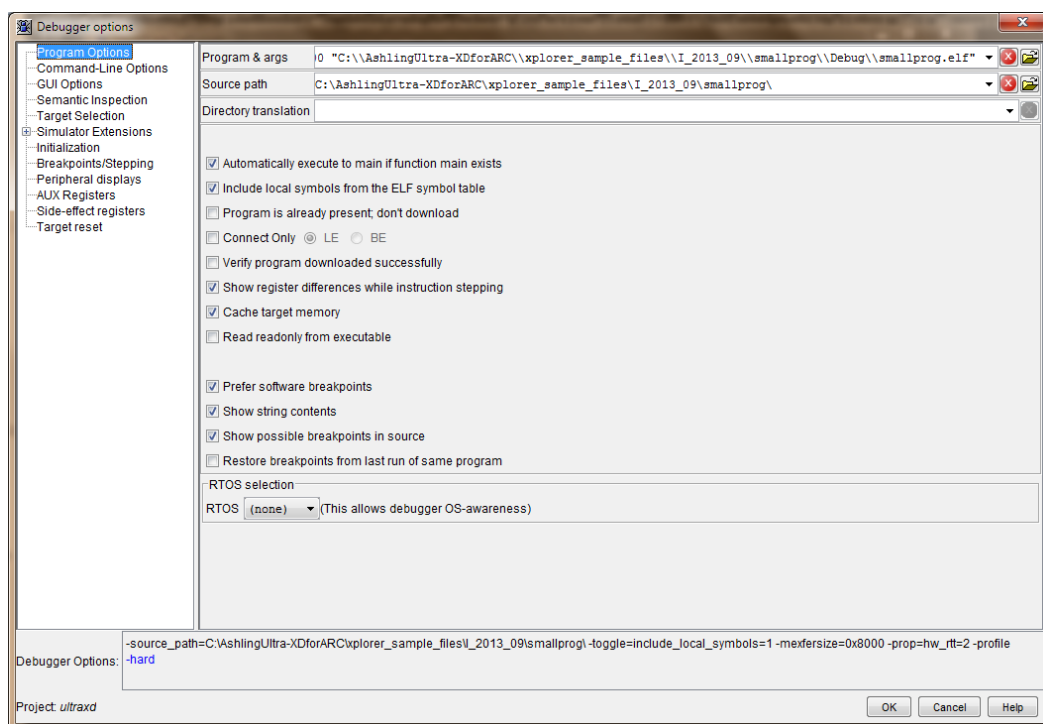 Debugger options
Program Options
Command-Line Options
GUI Options
Semantic Inspection
Target Selection
Simulator Extensions
Initialization
Breakpoints/Stepping
Peripheral displays
AUX Registers
Side-effect registers
Target reset
Program & args 00 "C:\\AshlingUltra-XDforARC\\xplorer_sample_files\\I_2013_09\\smallprog\\Debug\\smallprog.elf"
Source path C:\AshlingUltra-XDforARC\xplorer_sample_files\I_2013_09\smallprog\
Directory translation
Automatically execute to main if function main exists
Include local symbols from the ELF symbol table
Program is already present; don't download
Connect Only LE BE
Verify program downloaded successfully
Show register differences while instruction stepping
Cache target memory
Read readonly from executable
Prefer software breakpoints
Show string contents
Show possible breakpoints in source
Restore breakpoints from last run of same program
RTOS selection
RTOS (none) (This allows debugger OS-awareness)
Debugger Options:
-source_path=C:\AshlingUltra-XDforARC\xplorer_sample_files\I_2013_09\smallprog\ -toggle=include_local_symbols=1 -mexfersize=0x8000 -prop=hw_rtt=2 -profile
-hard
Project: ultraxd
OK Cancel Help